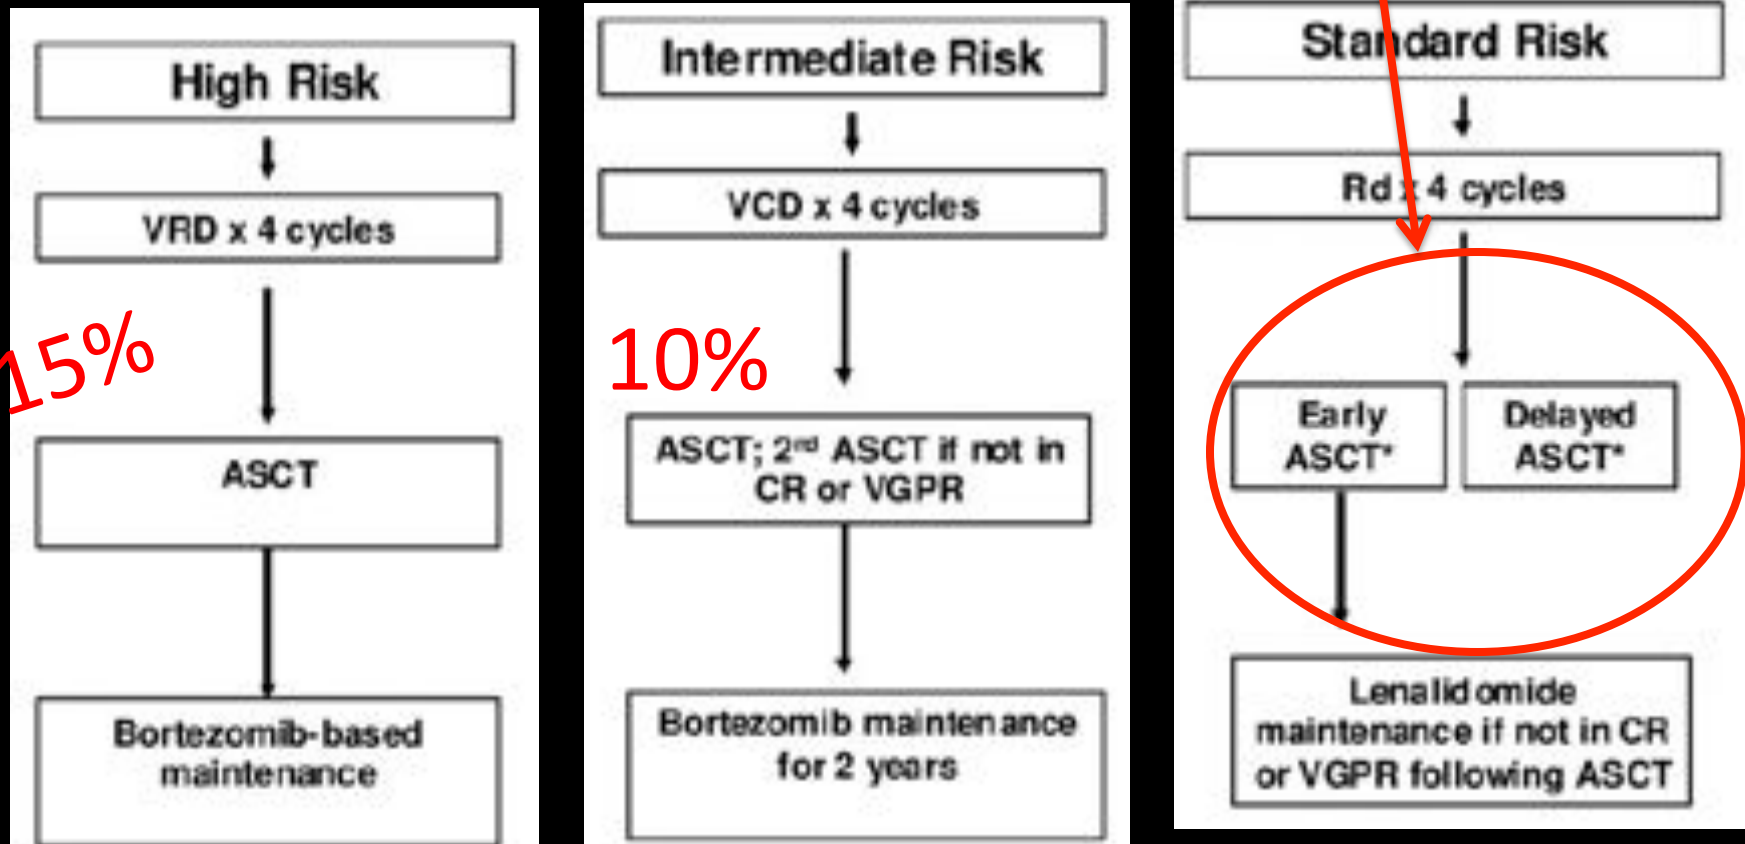 High Risk
VRD x 4 cycles
15%
ASCT
Bortezomib-based
maintenance
Intermediate Risk
VCD x 4 cycles
10%
ASCT; 2nd ASCT if not in
CR or VGPR
Bortezomib maintenance
for 2 years
Standard Risk
Rd x 4 cycles
Early
ASCT*
Delayed
ASCT*
Lenalidomide
maintenance if not in CR
or VGPR following ASCT